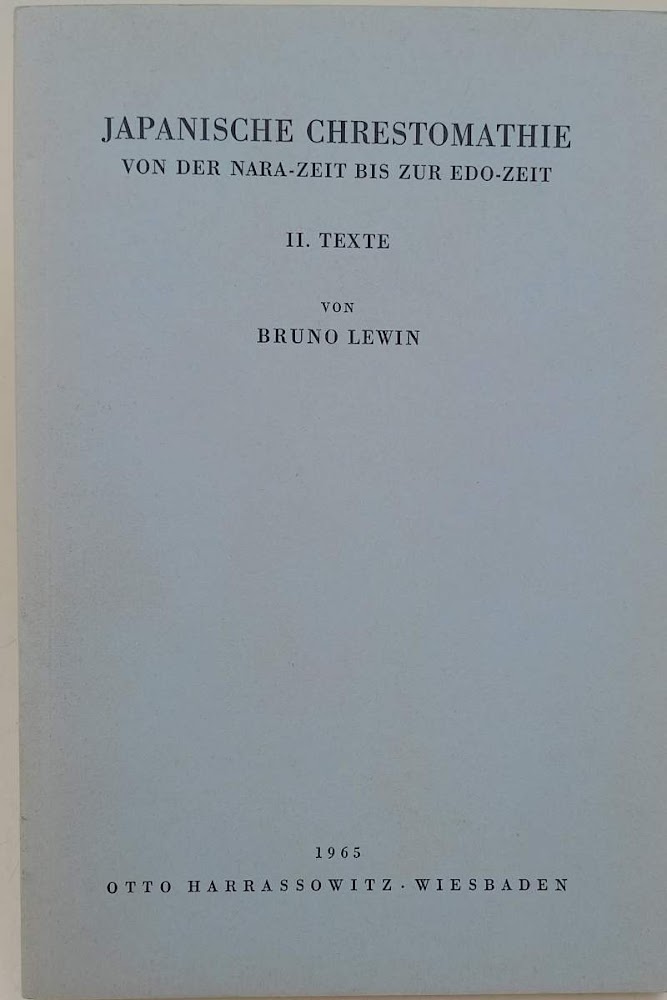 JAPANISCHE CHRESTOMATHIE
VON DER NARA-ZEIT BIS ZUR EDO-ZEIT
II. TEXTE
VON
BRUNO LEWIN
1965
OTTO HARRASSOWITZ · WIESBADEN